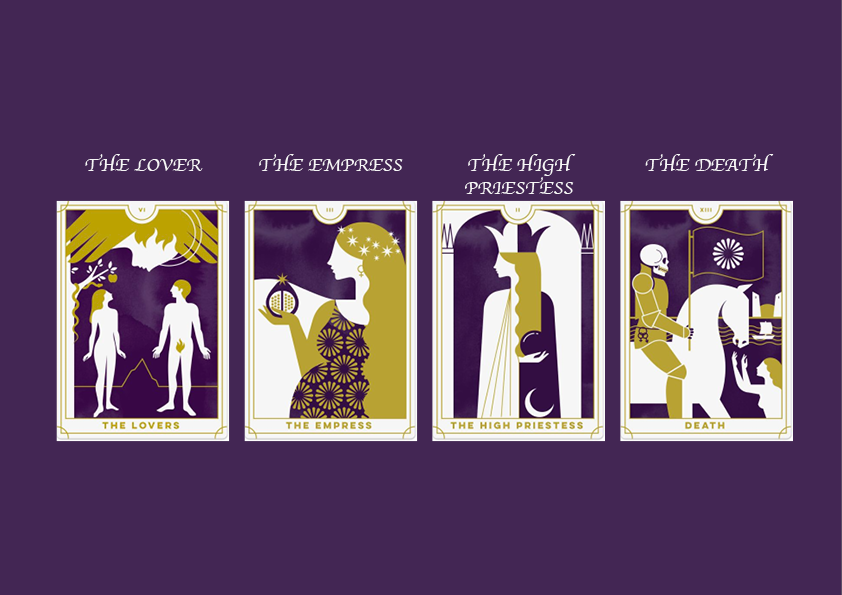 THE LOVER
THE EMPRESS
THE HIGH
PRIESTESS
THE DEATH
VI
III
II
XIII
THE LOVERS
THE EMPRESS
THE HIGH PRIESTESS
DEATH